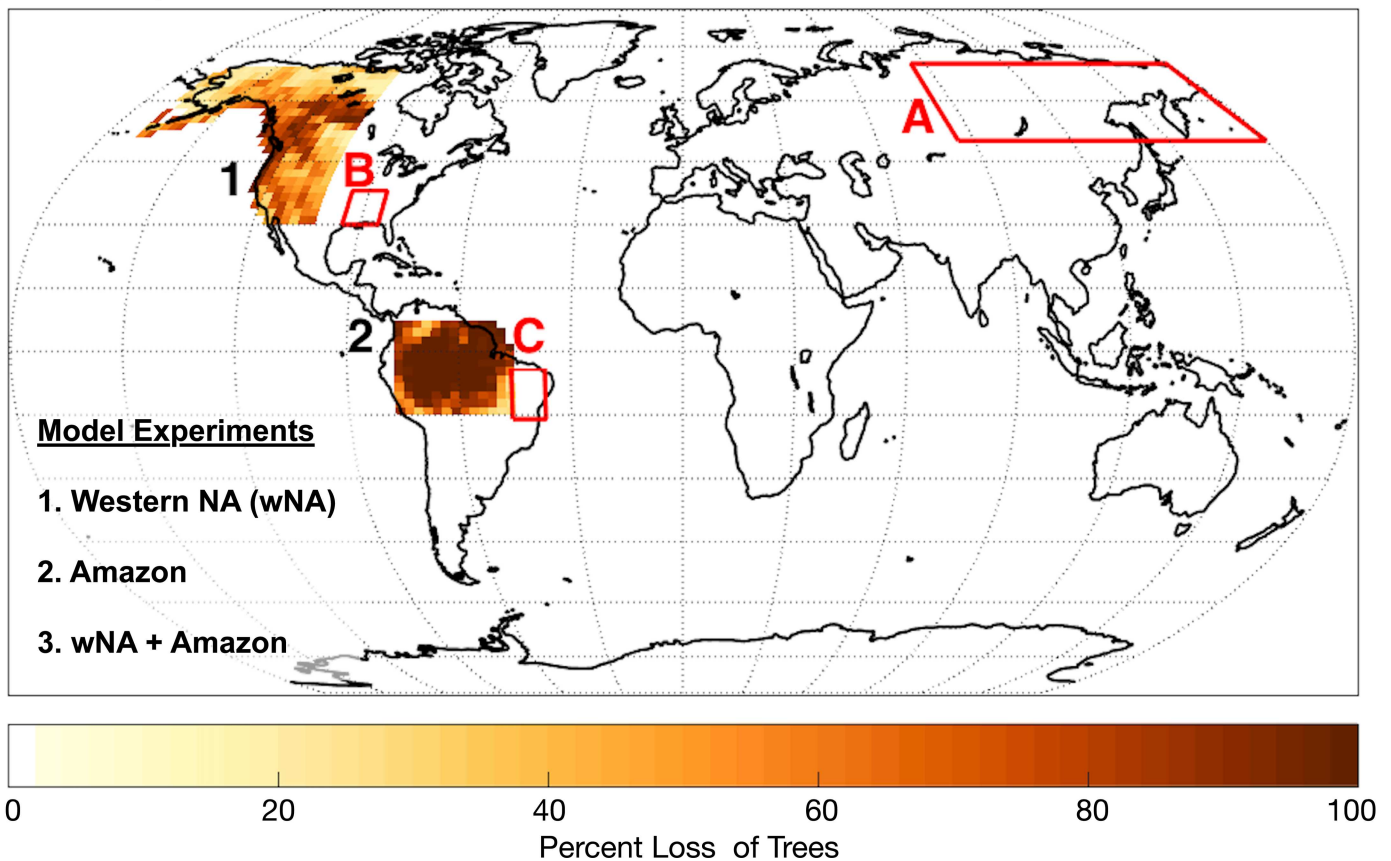 A
B
1
2
C
Model Experiments
1. Western NA (wNA)
2. Amazon
3. wNA + Amazon
0 20 40 60 80 100
Percent Loss of Trees